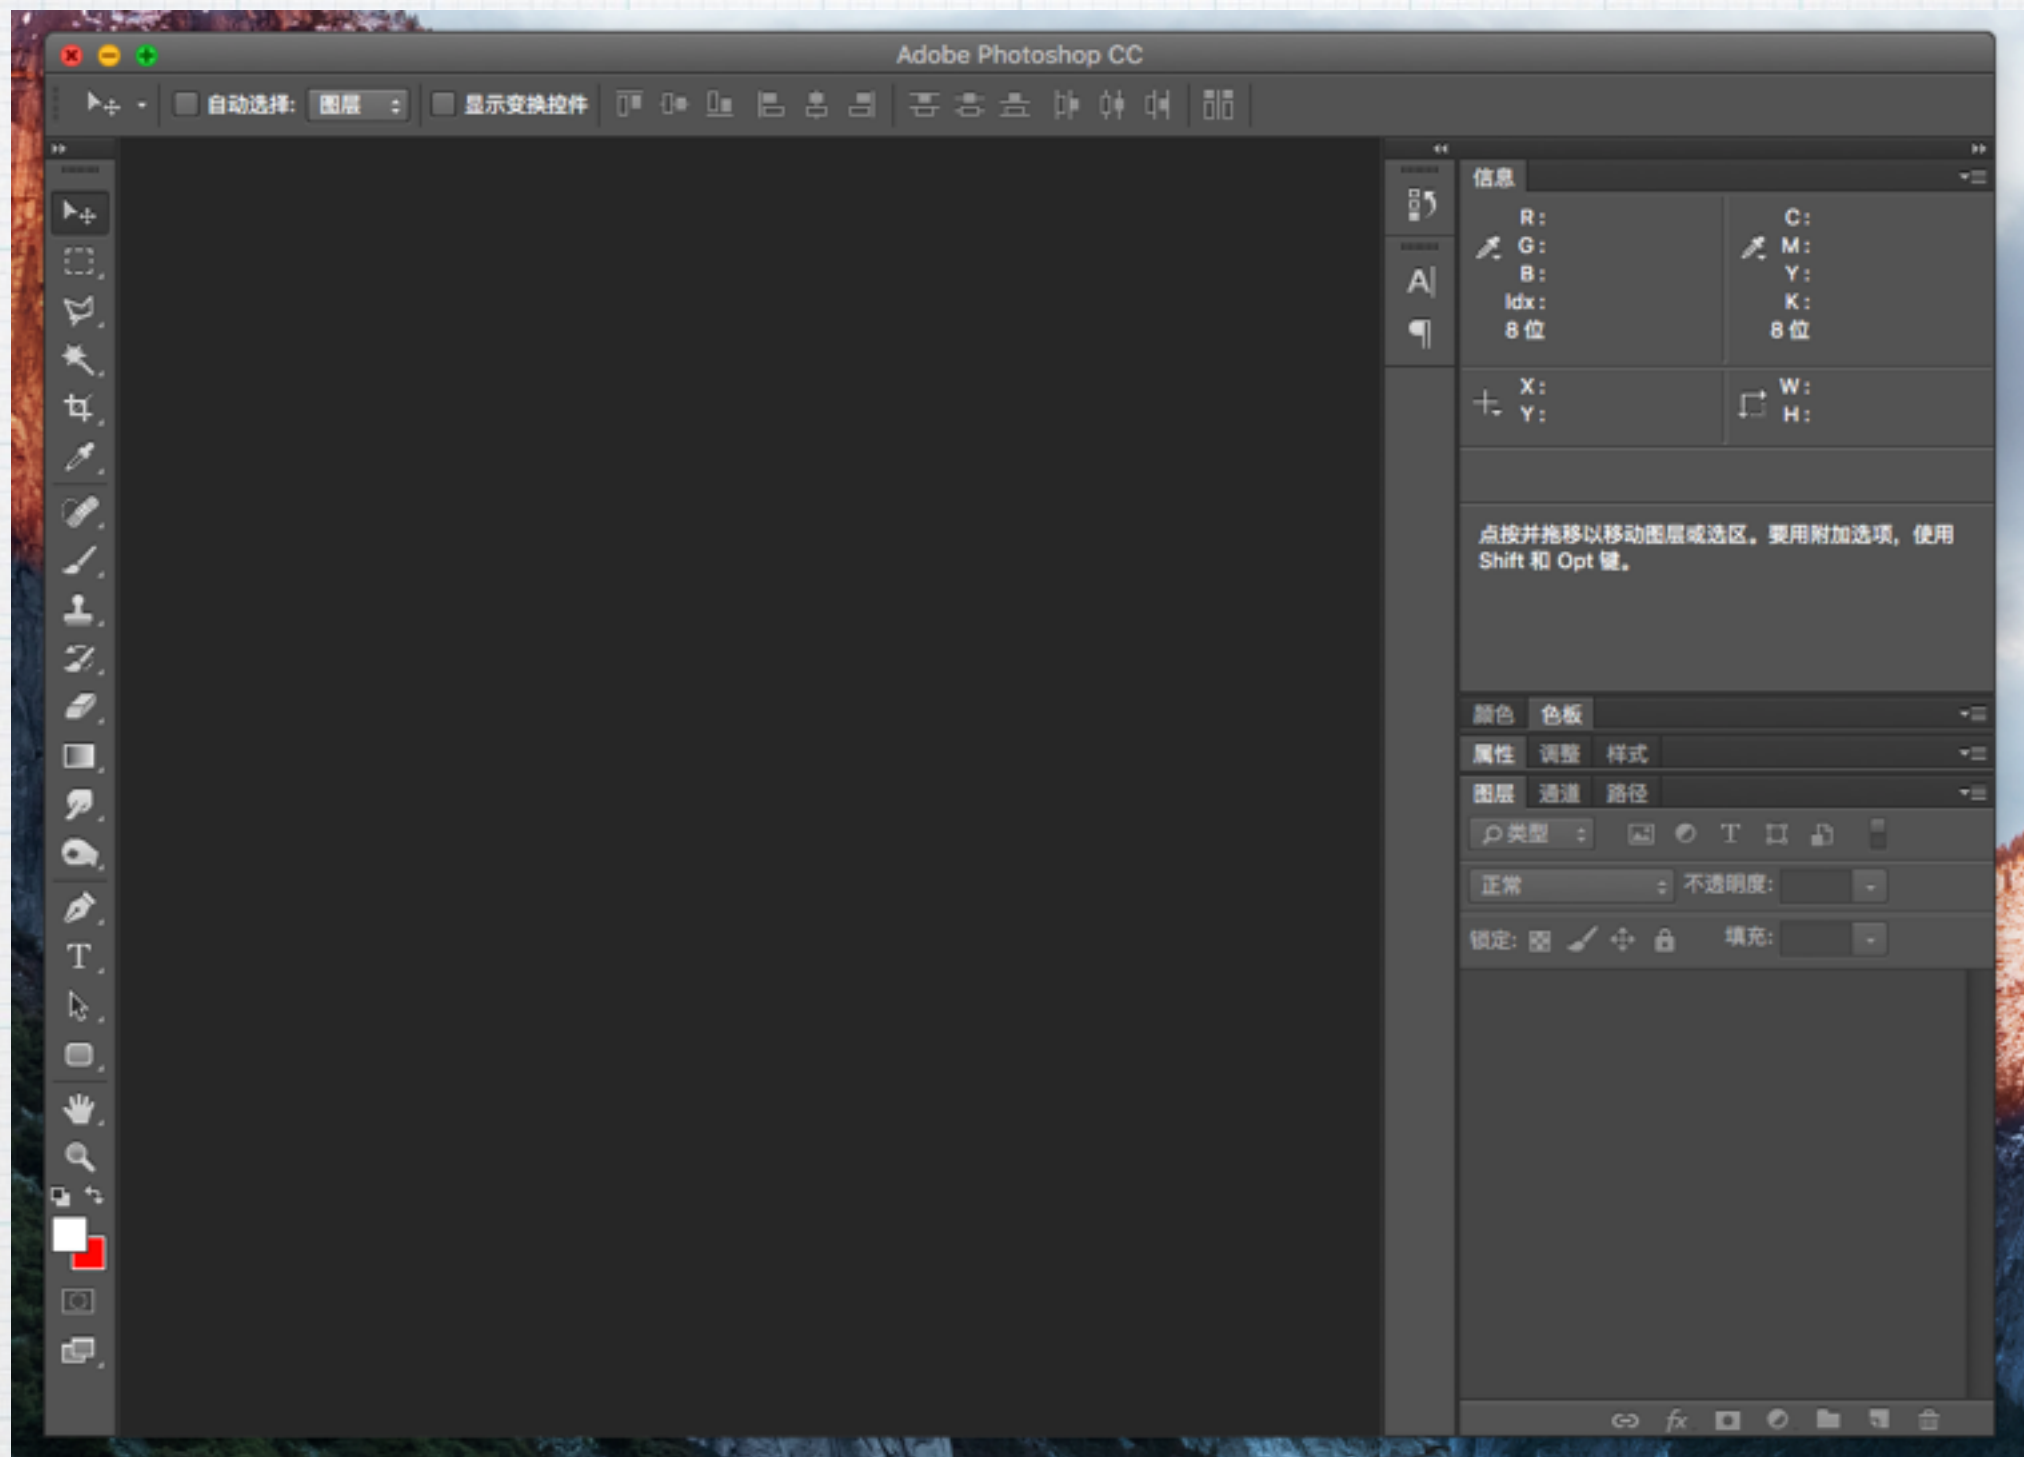 Adobe Photoshop CC
自动选择: 图层 显示变换控件
信息
R: C:
G: M:
B: Y:
Idx: K:
8 位 8 位
X: W:
Y: H:
点按并拖移以移动图层或选区。要用附加选项，使用
Shift 和 Opt 键。
颜色 色板
属性 调整 样式
图层 通道 路径
类型
正常 不透明度:
锁定: 填充:
fx